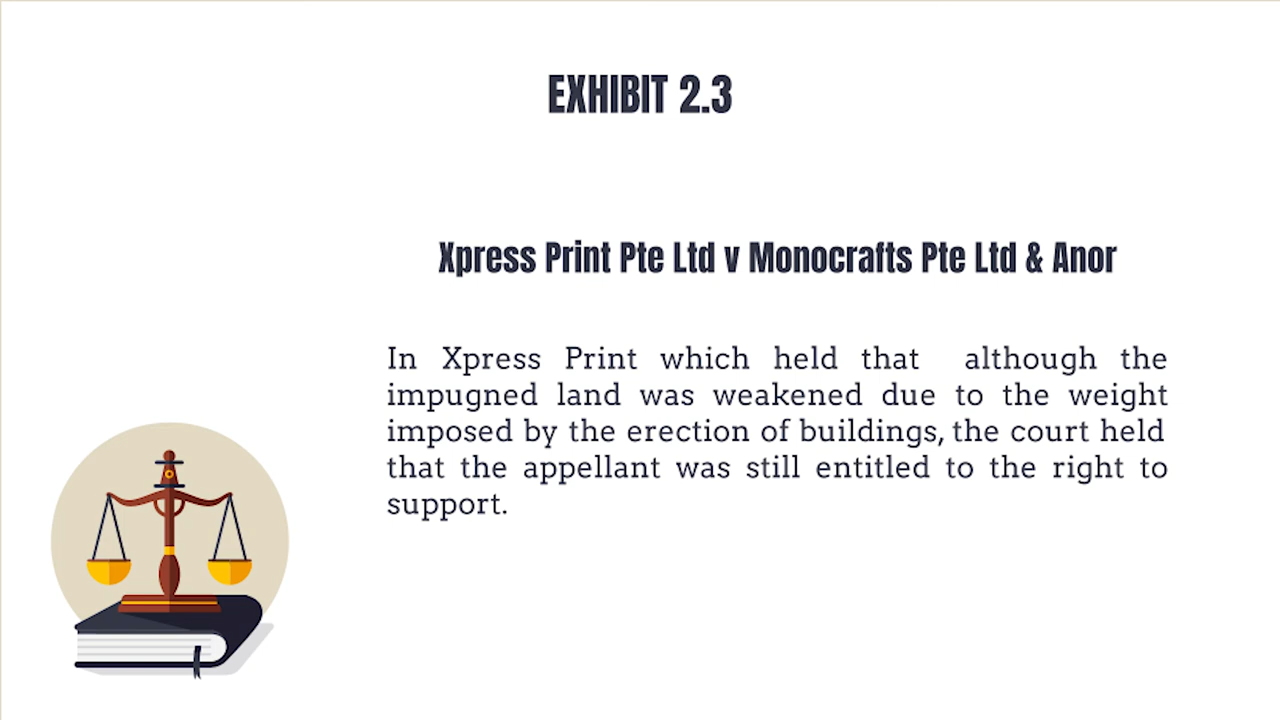 EXHIBIT 2.3
Xpress Print Pte Ltd v Monocrafts Pte Ltd & Anor
In Xpress Print which held that although the
impugned land was weakened due to the weight
imposed by the erection of buildings, the court held
that the appellant was still entitled to the right to
support.